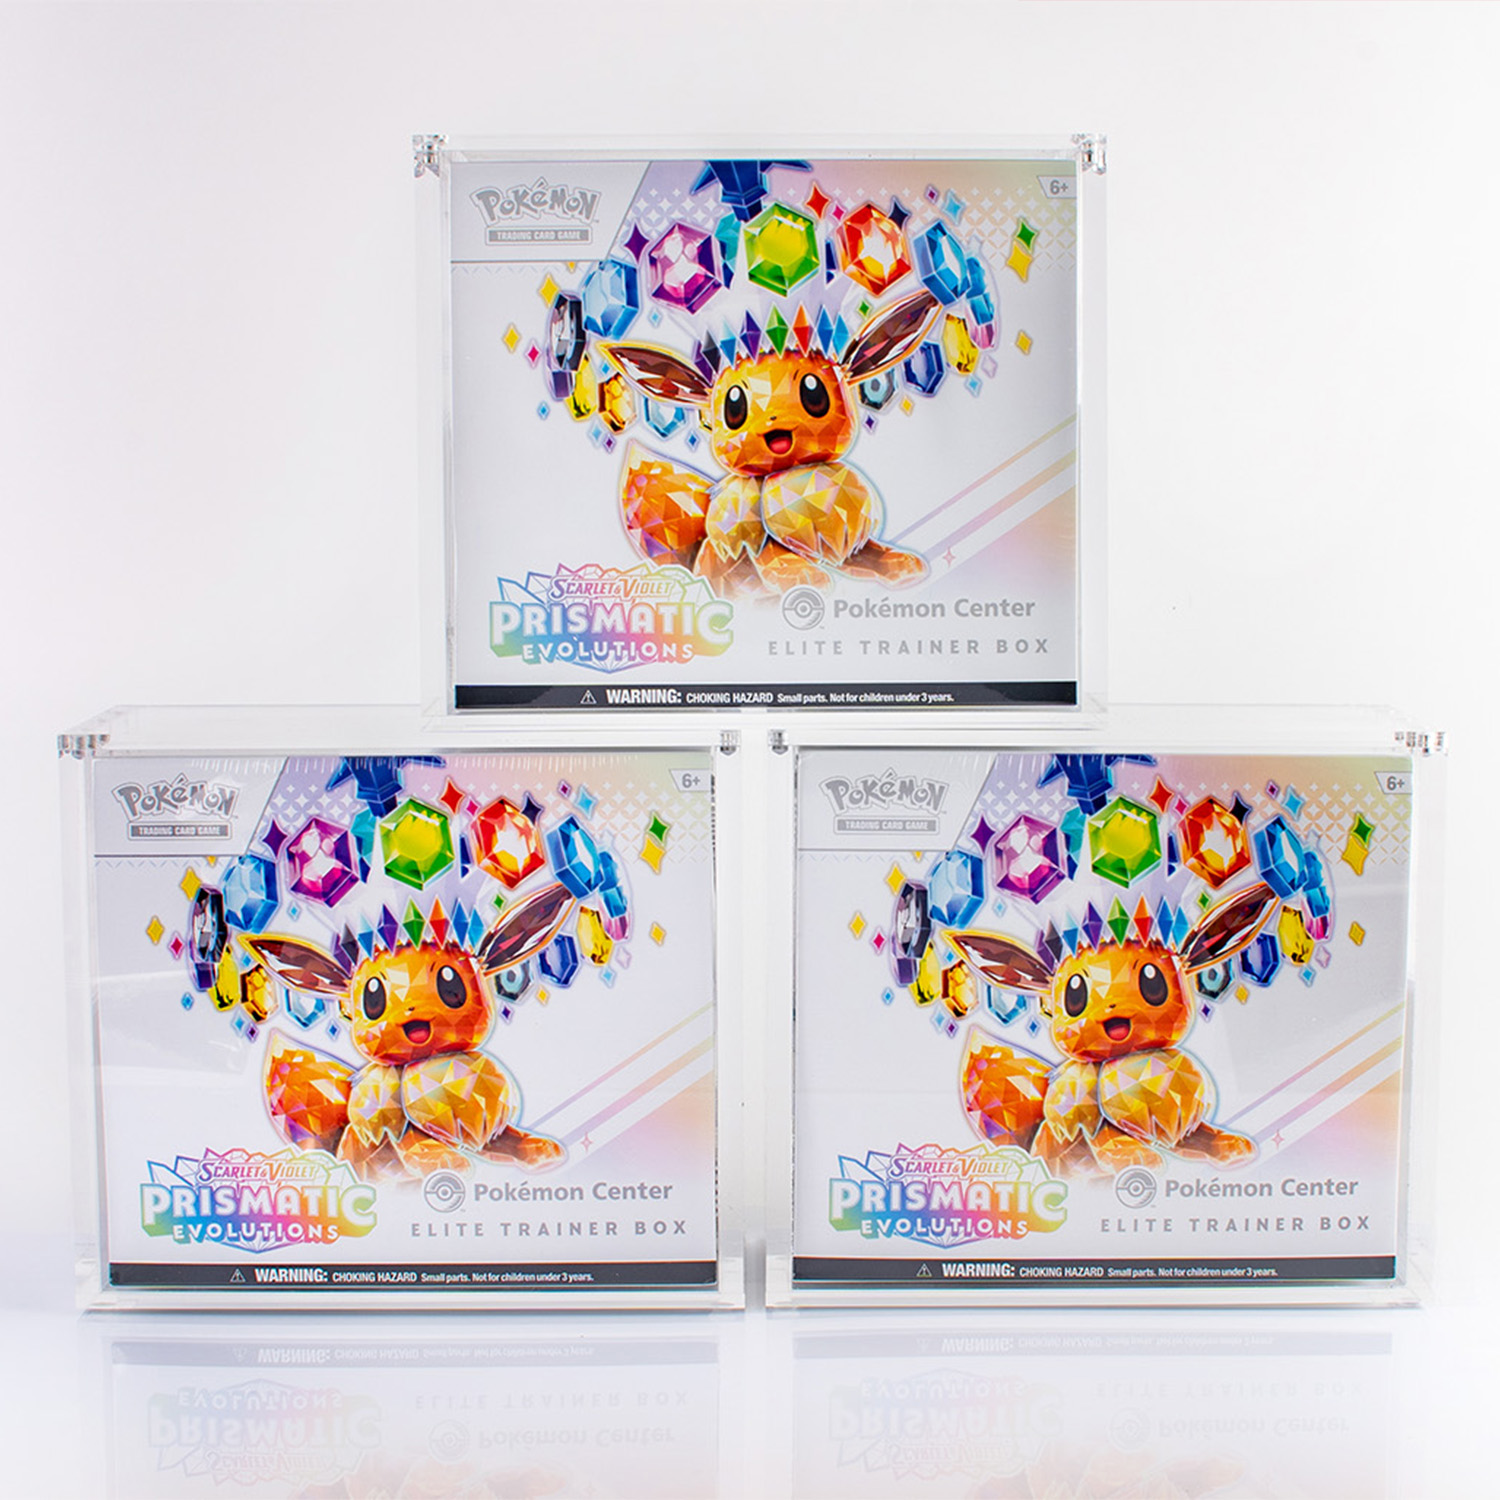 POKéMON
TRADING CARD GAME
6+
SCARLET & VIOLET
PRISMATIC
EVOLUTIONS
Pokémon Center
ELITE TRAINER BOX
WARNING: CHOKING HAZARD Small parts. Not for children under 3 years.
POKéMON
TRADING CARD GAME
6+
SCARLET & VIOLET
PRISMATIC
EVOLUTIONS
Pokémon Center
ELITE TRAINER BOX
WARNING: CHOKING HAZARD Small parts. Not for children under 3 years.
POKéMON
TRADING CARD GAME
6+
SCARLET & VIOLET
PRISMATIC
EVOLUTIONS
Pokémon Center
ELITE TRAINER BOX
WARNING: CHOKING HAZARD Small parts. Not for children under 3 years.